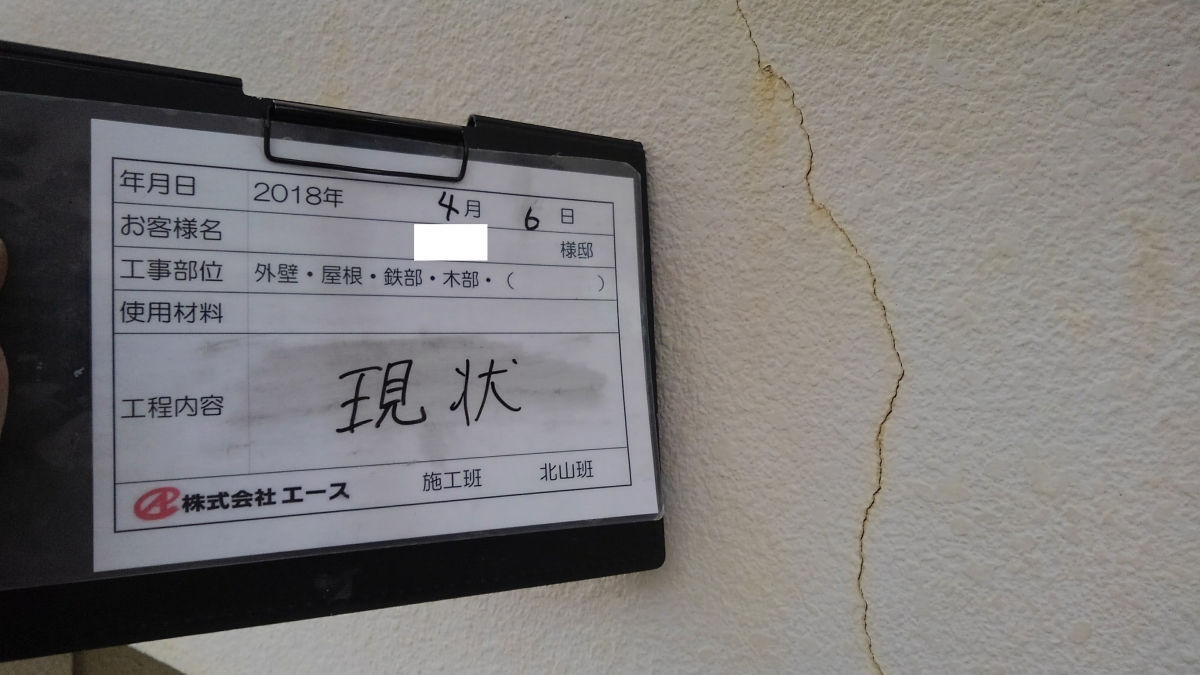 年月日 2018年 4月 6日
お客様名 様邸
工事部位 外壁・屋根・鉄部・木部・（ ）
使用材料
工程内容 現状
株式会社エース 施工班 北山班